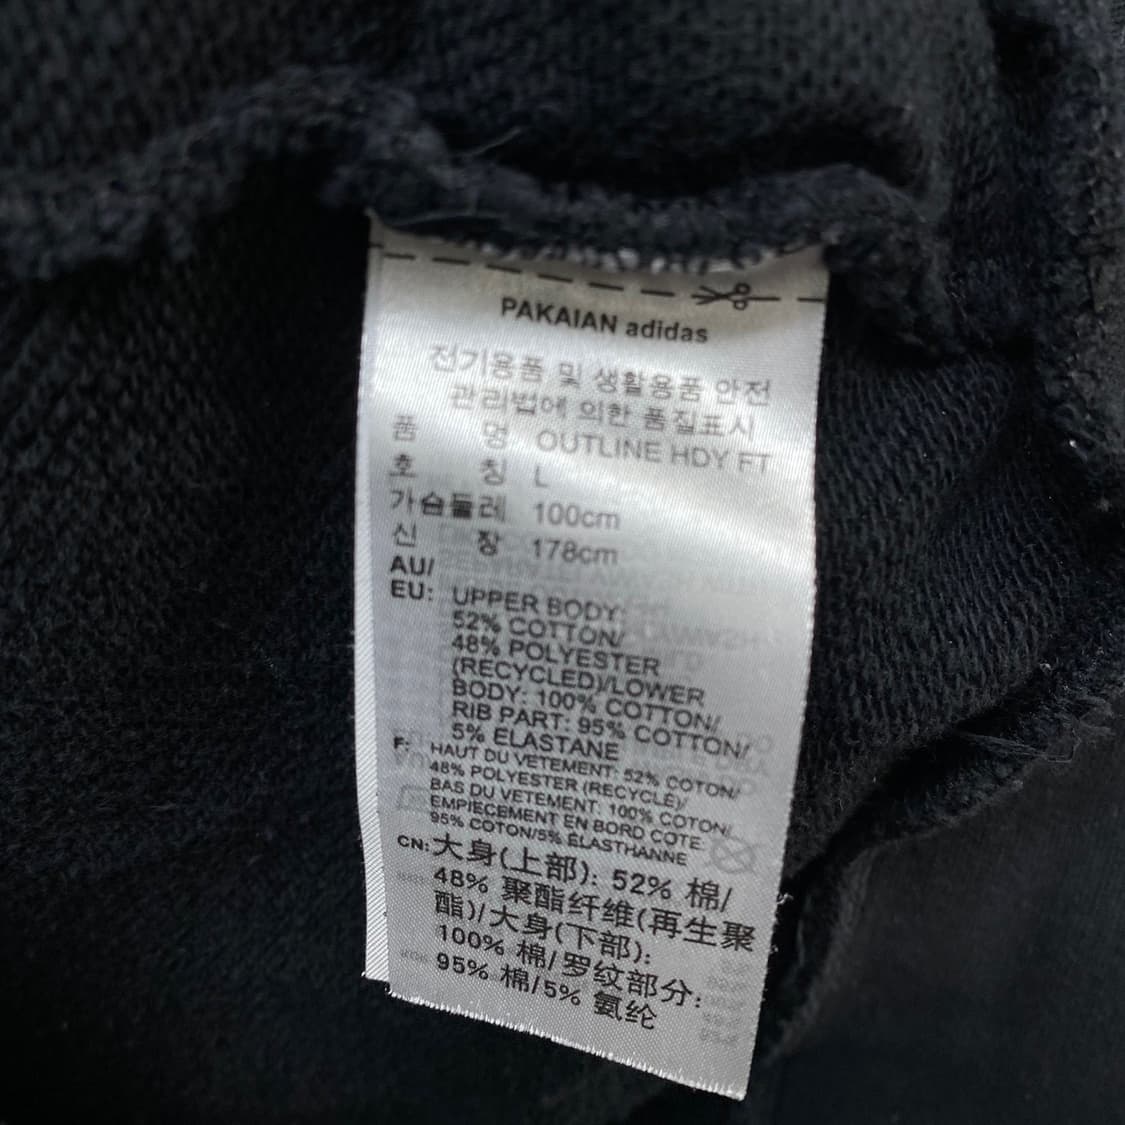 PAKAIAN adidas
전기용품 및 생활용품 안전
관리법에 의한 품질표시
품 명 OUTLINE HDY FT
호 칭 L
가슴둘레 100cm
신 장 178cm
AU/
EU: UPPER BODY:
52% COTTON/
48% POLYESTER
(RECYCLED)/LOWER
BODY: 100% COTTON/
RIB PART: 95% COTTON/
5% ELASTANE
F: HAUT DU VETEMENT: 52% COTON/
48% POLYESTER (RECYCLÉ)/
BAS DU VETEMENT: 100% COTON/
EMPIECEMENT EN BORD COTE:
95% COTON/5% ÉLASTHANNE
CN: 大身(上部): 52% 棉/
48% 聚酯纤维(再生聚
酯)/大身(下部):
100% 棉/罗纹部分:
95% 棉/5% 氨纶